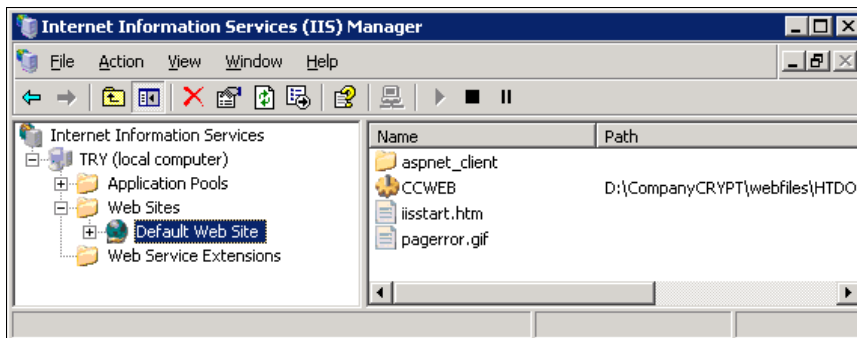 Internet Information Services (IIS) Manager
File Action View Window Help
Internet Information Services
TRY (local computer)
Application Pools
Web Sites
Default Web Site
Web Service Extensions
Name Path
aspnet_client
CCWEB D:\CompanyCRYPT\webfiles\HTDO
iisstart.htm
pagerror.gif